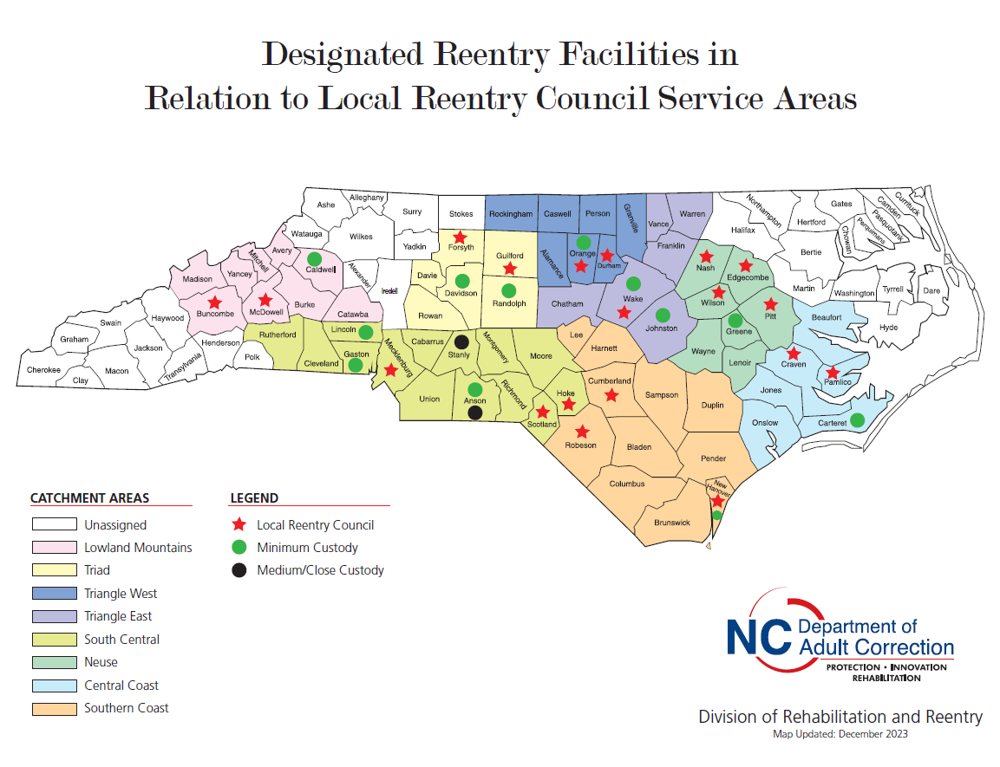 Designated Reentry Facilities in
Relation to Local Reentry Council Service Areas
Ashe
Alleghany
Surry
Stokes
Rockingham
Caswell
Person
Granville
Vance
Warren
Northampton
Gates
Camden
Currituck
Pasquotank
Perquimans
Hertford
Chowan
Halifax
Bertie
Watauga
Wilkes
Yadkin
Forsyth
Guilford
Alamance
Orange
Durham
Franklin
Nash
Edgecombe
Martin
Washington
Tyrrell
Dare
Avery
Mitchell
Caldwell
Alexander
Iredell
Davie
Davidson
Randolph
Chatham
Wake
Wilson
Pitt
Beaufort
Hyde
Madison
Yancey
Buncombe
McDowell
Burke
Catawba
Rowan
Johnston
Greene
Haywood
Swain
Graham
Jackson
Henderson
Transylvania
Polk
Rutherford
Lincoln
Cleveland
Gaston
Mecklenburg
Cabarrus
Stanly
Montgomery
Moore
Lee
Harnett
Wayne
Lenoir
Craven
Pamlico
Cherokee
Clay
Macon
Union
Anson
Richmond
Hoke
Scotland
Cumberland
Sampson
Duplin
Jones
Onslow
Carteret
Robeson
Bladen
Pender
Columbus
New
Hanover
Brunswick
CATCHMENT AREAS
Unassigned
Lowland Mountains
Triad
Triangle West
Triangle East
South Central
Neuse
Central Coast
Southern Coast
LEGEND
Local Reentry Council
Minimum Custody
Medium/Close Custody
NC Department of
Adult Correction
PROTECTION • INNOVATION
REHABILITATION
Division of Rehabilitation and Reentry
Map Updated: December 2023